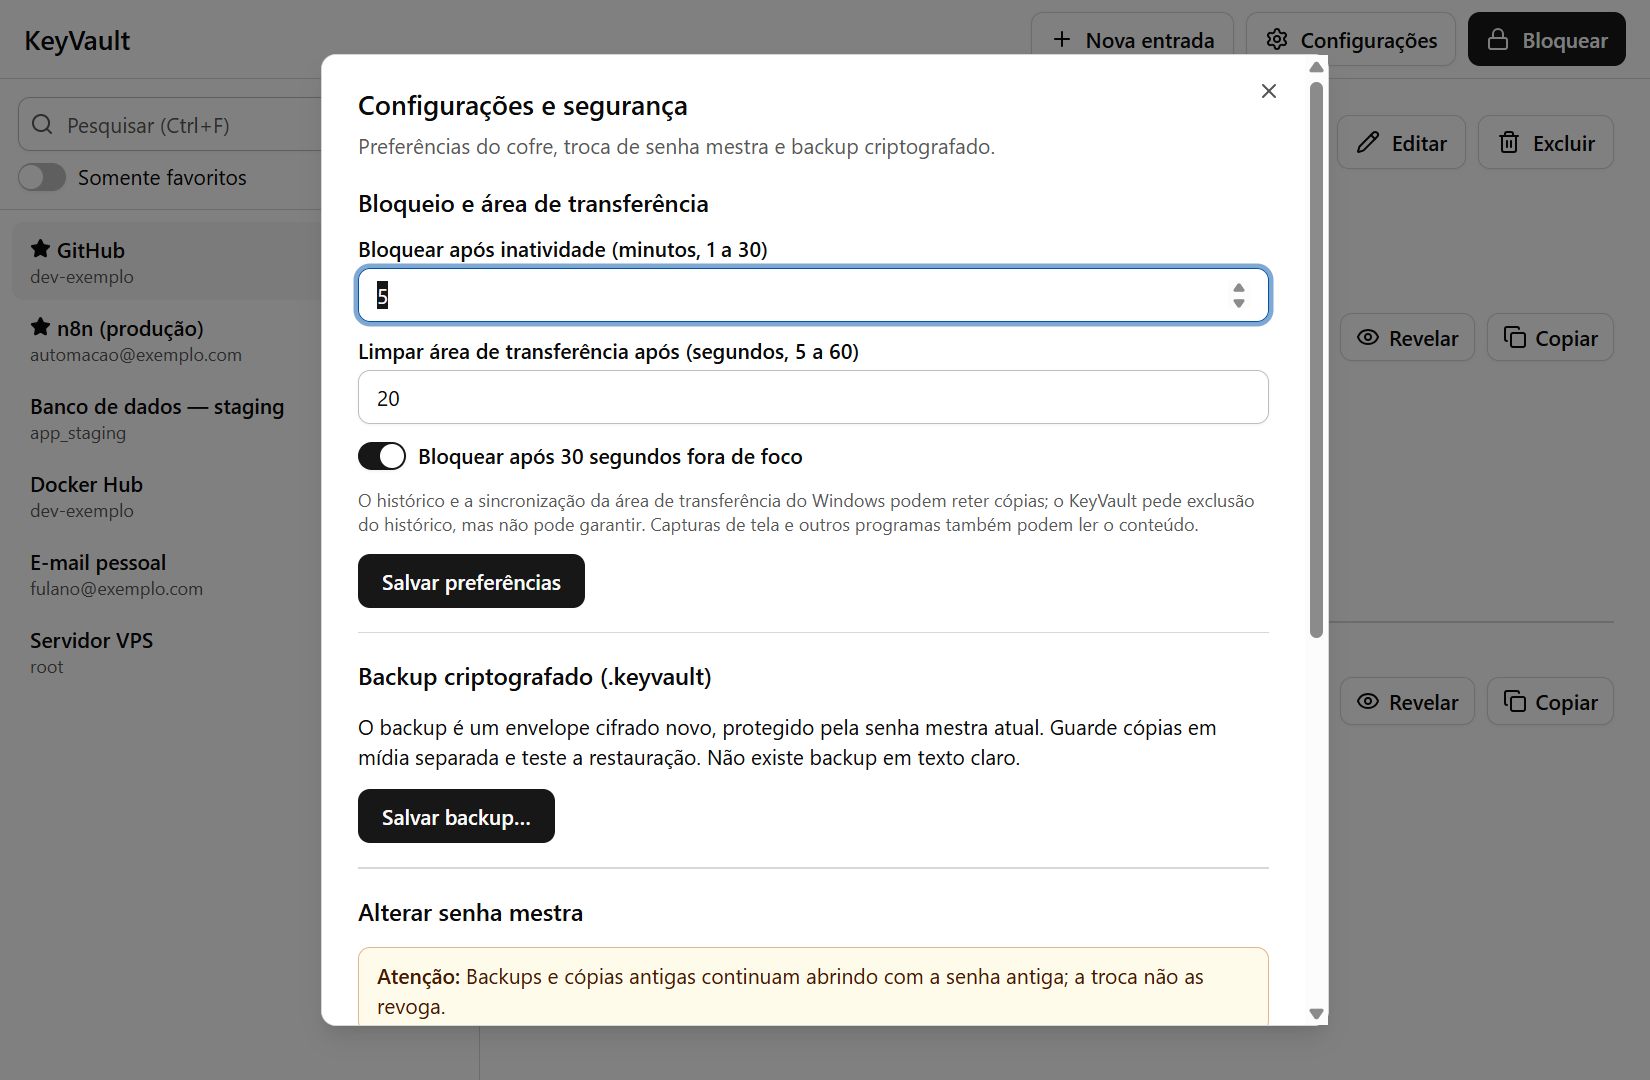 KeyVault
Nova entrada
Configurações
Bloquear
Pesquisar (Ctrl+F)
Somente favoritos
GitHub
dev-exemplo
n8n (produção)
automacao@exemplo.com
Banco de dados — staging
app_staging
Docker Hub
dev-exemplo
E-mail pessoal
fulano@exemplo.com
Servidor VPS
root
Editar
Excluir
Revelar
Copiar
Revelar
Copiar
Configurações e segurança
Preferências do cofre, troca de senha mestra e backup criptografado.
Bloqueio e área de transferência
Bloquear após inatividade (minutos, 1 a 30)
5
Limpar área de transferência após (segundos, 5 a 60)
20
Bloquear após 30 segundos fora de foco
O histórico e a sincronização da área de transferência do Windows podem reter cópias; o KeyVault pede exclusão
do histórico, mas não pode garantir. Capturas de tela e outros programas também podem ler o conteúdo.
Salvar preferências
Backup criptografado (.keyvault)
O backup é um envelope cifrado novo, protegido pela senha mestra atual. Guarde cópias em
mídia separada e teste a restauração. Não existe backup em texto claro.
Salvar backup...
Alterar senha mestra
Atenção: Backups e cópias antigas continuam abrindo com a senha antiga; a troca não as
revoga.